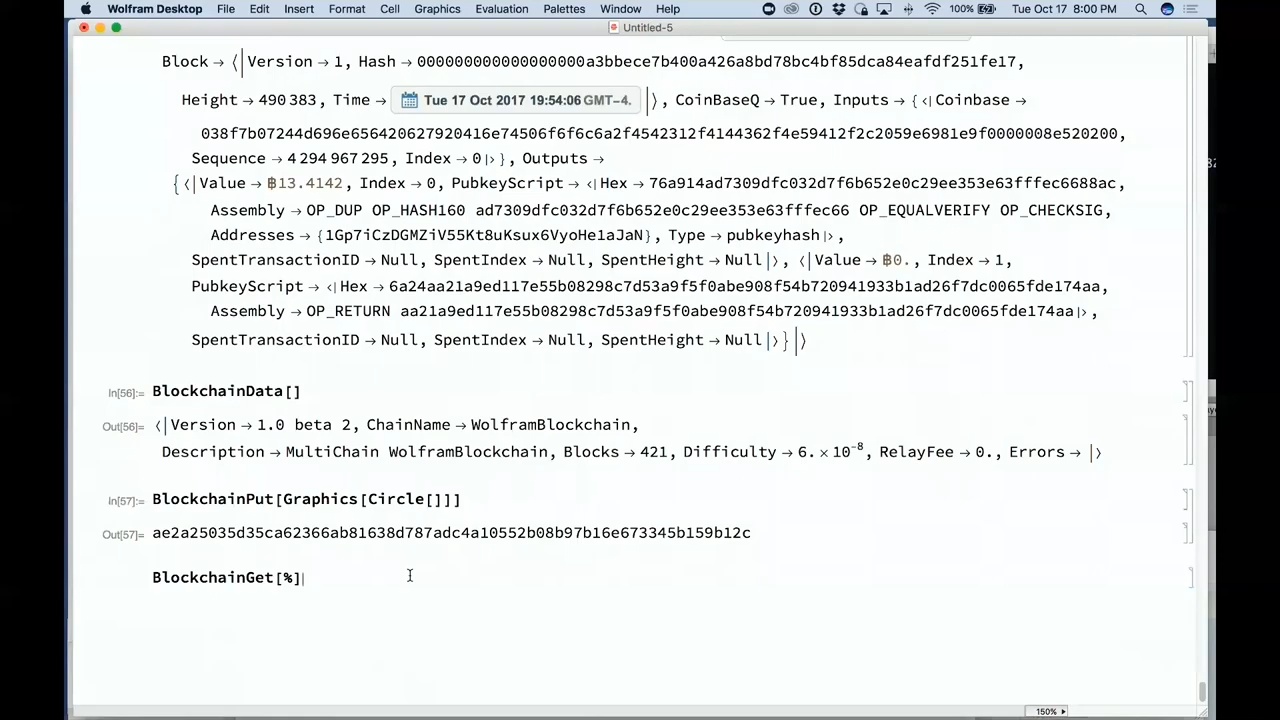 Wolfram Desktop File Edit Insert Format Cell Graphics Evaluation Palettes Window Help 100% Tue Oct 17 8:00 PM
Untitled-5
Block → <|Version → 1, Hash → 000000000000000000a3bbece7b400a426a8bd78bc4bf85dca84eafdf251fe17,
Height → 490 383, Time → Tue 17 Oct 2017 19:54:06 GMT-4. |>, CoinBaseQ → True, Inputs → {<|Coinbase →
038f7b07244d696e656420627920416e74506f6f6c6a2f4542312f4144362f4e59412f2c2059e6981e9f0000008e520200,
Sequence → 4 294 967 295, Index → 0|>}, Outputs →
{<|Value → ฿13.4142, Index → 0, PubkeyScript → <|Hex → 76a914ad7309dfc032d7f6b652e0c29ee353e63fffec6688ac,
Assembly → OP_DUP OP_HASH160 ad7309dfc032d7f6b652e0c29ee353e63fffec66 OP_EQUALVERIFY OP_CHECKSIG,
Addresses → {1Gp7iCzDGMZiV55Kt8uKsux6VyoHe1aJaN}, Type → pubkeyhash|>,
SpentTransactionID → Null, SpentIndex → Null, SpentHeight → Null|>, <|Value → ฿0., Index → 1,
PubkeyScript → <|Hex → 6a24aa21a9ed117e55b08298c7d53a9f5f0abe908f54b720941933b1ad26f7dc0065fde174aa,
Assembly → OP_RETURN aa21a9ed117e55b08298c7d53a9f5f0abe908f54b720941933b1ad26f7dc0065fde174aa|>,
SpentTransactionID → Null, SpentIndex → Null, SpentHeight → Null|>}|>
In[56]:= BlockchainData[]
Out[56]= <|Version → 1.0 beta 2, ChainName → WolframBlockchain,
Description → MultiChain WolframBlockchain, Blocks → 421, Difficulty → 6. × 10⁻⁸, RelayFee → 0., Errors → |>
In[57]:= BlockchainPut[Graphics[Circle[]]]
Out[57]= ae2a25035d35ca62366ab81638d787adc4a10552b08b97b16e673345b159b12c
BlockchainGet[%]
150%